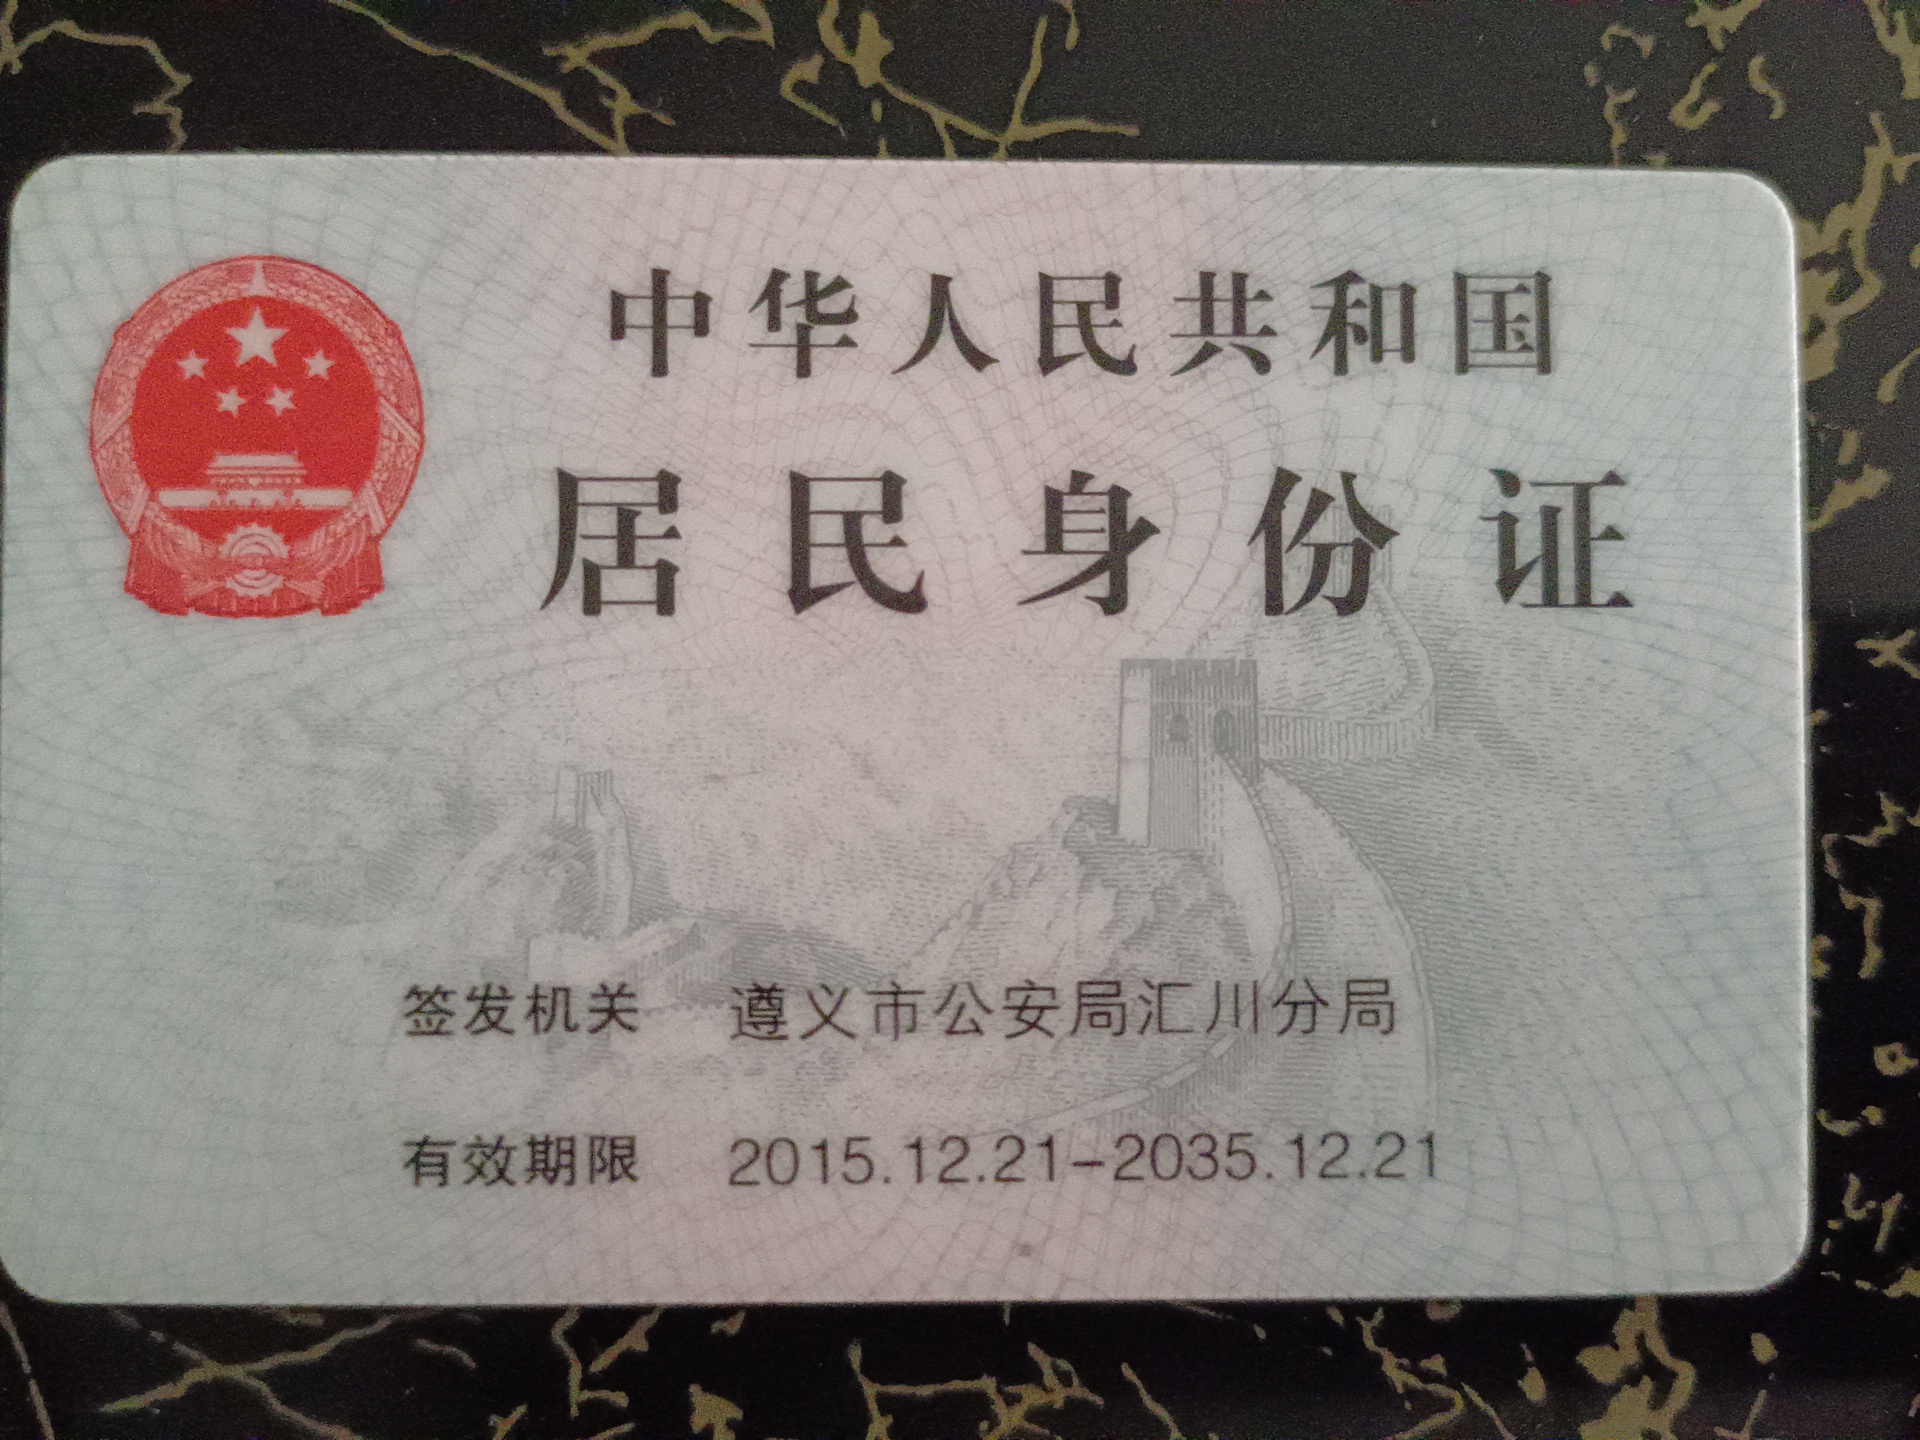 中华人民共和国
居民身份证
签发机关 遵义市公安局汇川分局
有效期限 2015.12.21-2035.12.21